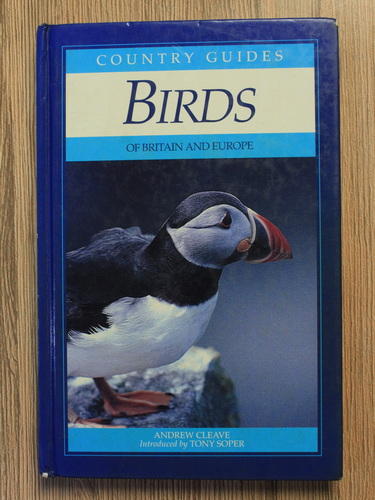 COUNTRY GUIDES
BIRDS
OF BRITAIN AND EUROPE
ANDREW CLEAVE
Introduced by TONY SOPER